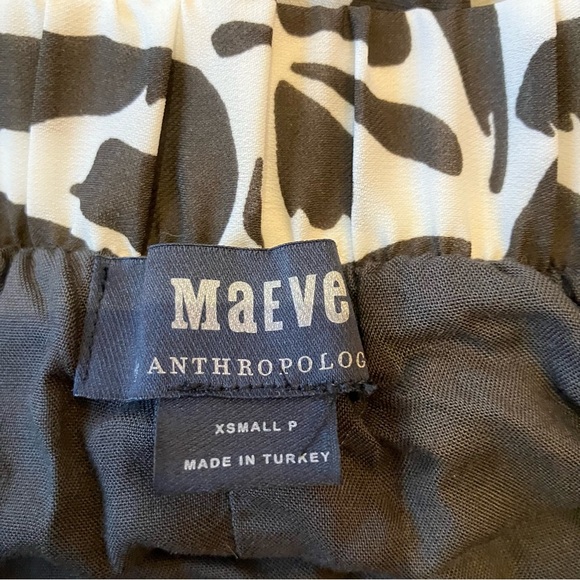 MaEVe
ANTHROPOLOG
XSMALL P
MADE IN TURKEY